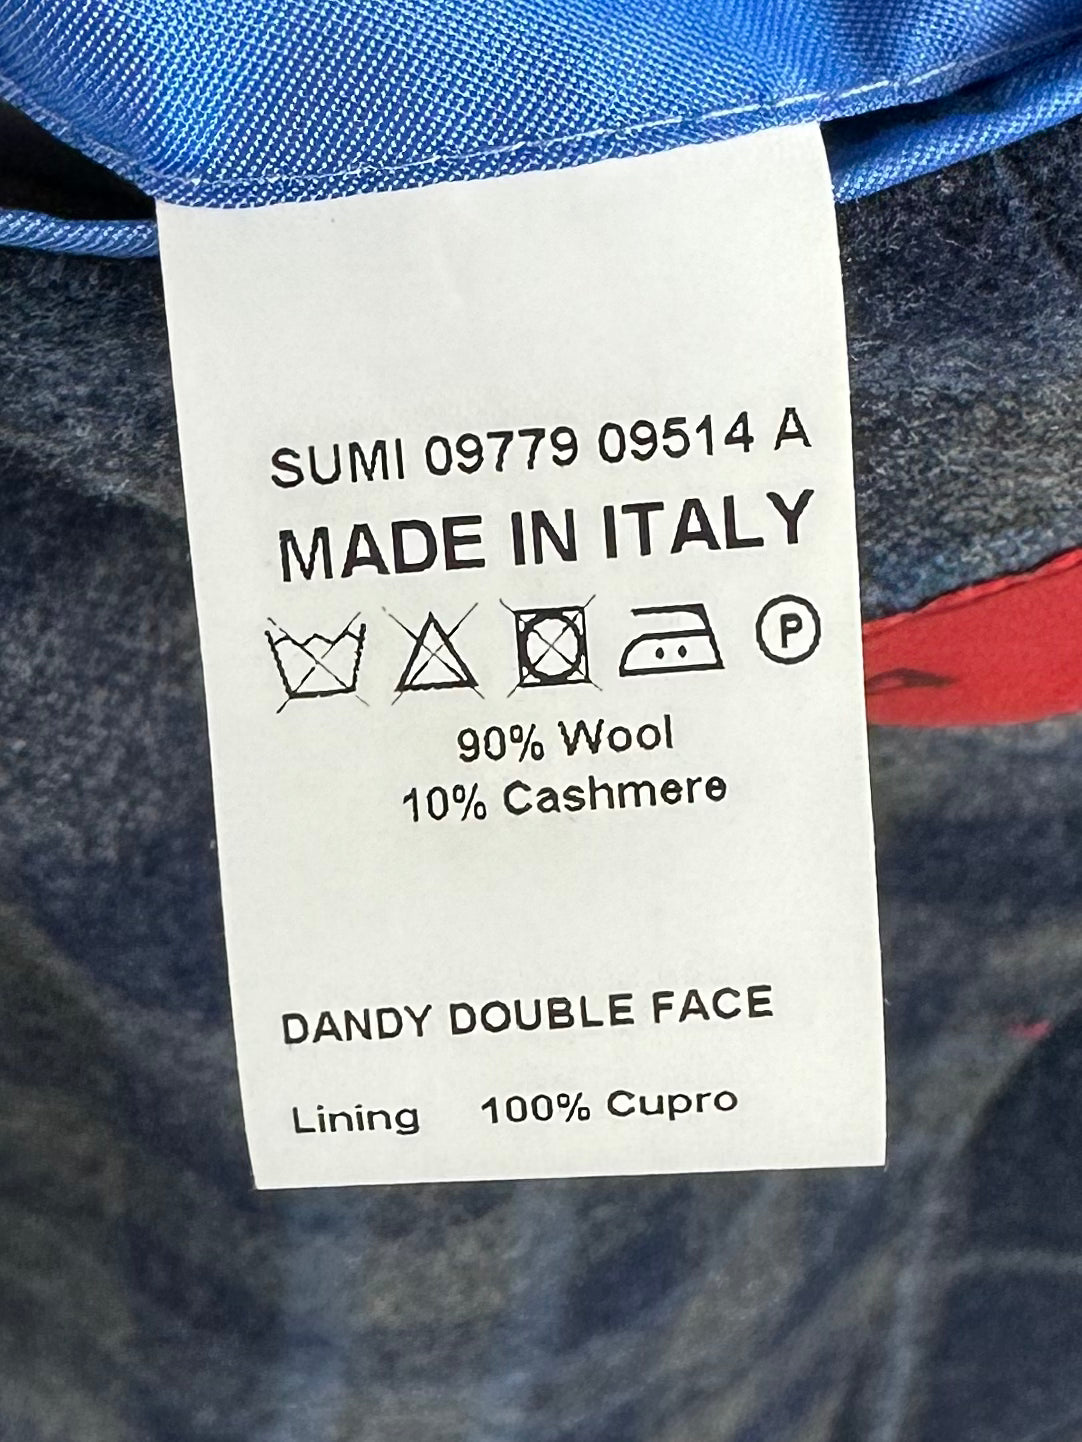 SUMI 09779 09514 A
MADE IN ITALY
P
90% Wool
10% Cashmere
DANDY DOUBLE FACE
Lining 100% Cupro